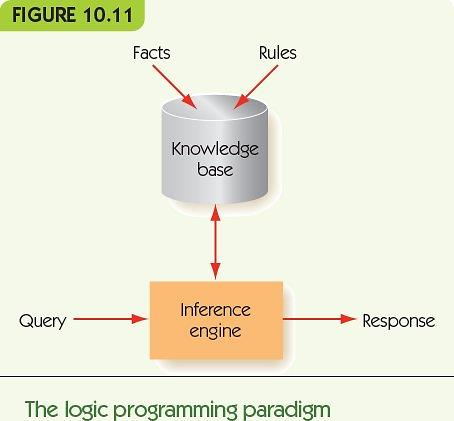 FIGURE 10.11
Facts
Rules
Knowledge
base
Query
Inference
engine
Response
The logic programming paradigm